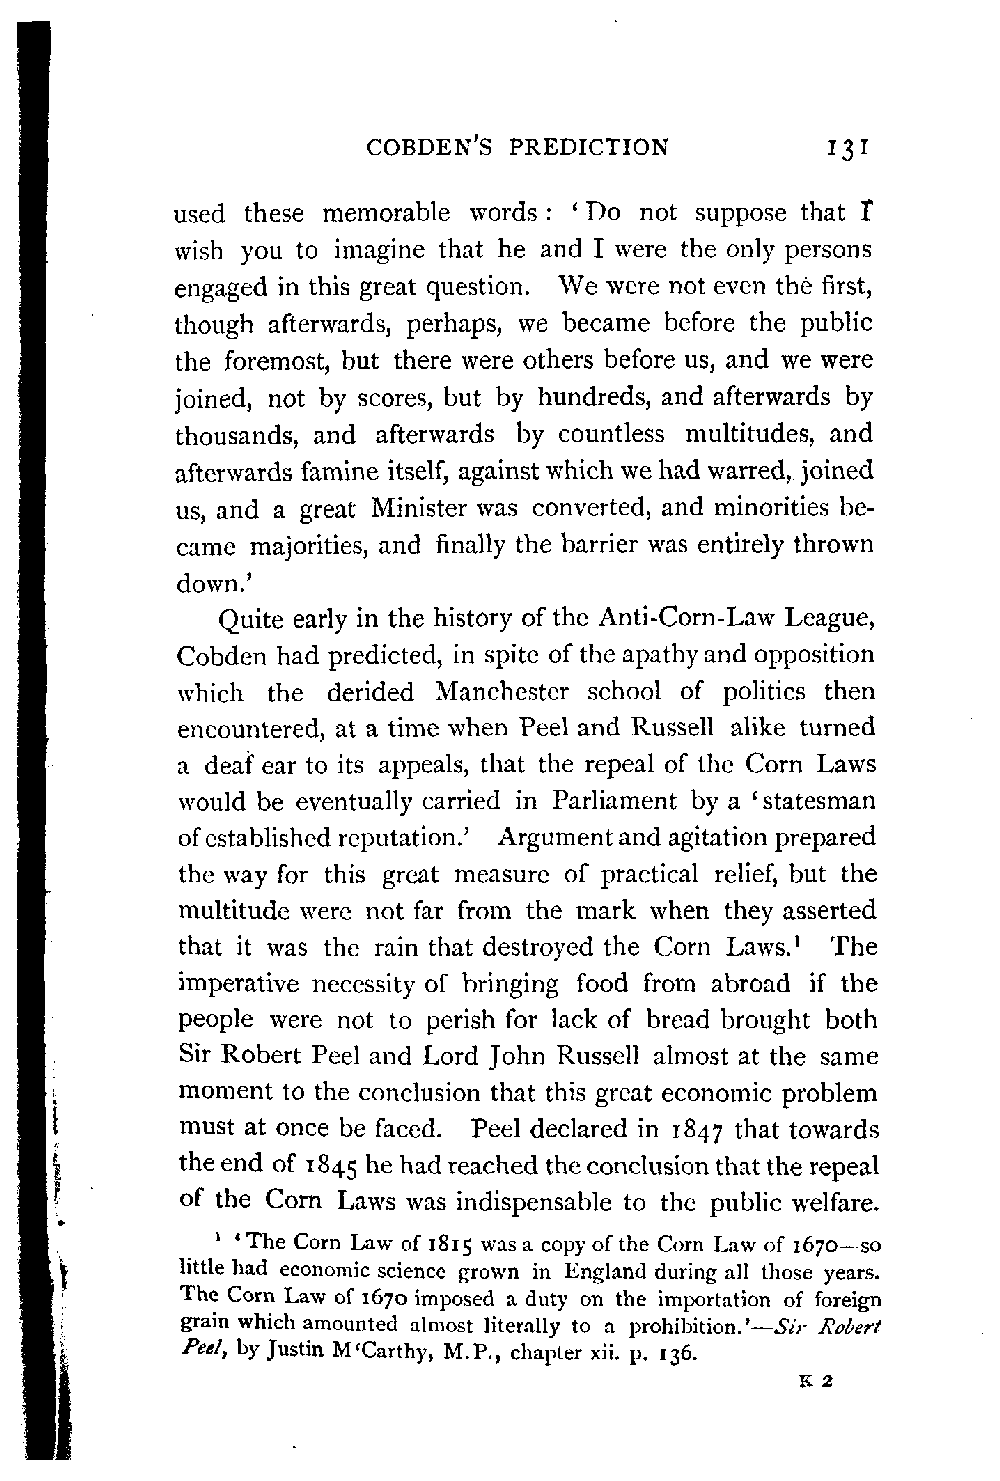 COBDEN'S PREDICTION 131
used these memorable words : ‘ Do not suppose that I
wish you to imagine that he and I were the only persons
engaged in this great question. We were not even the first,
though afterwards, perhaps, we became before the public
the foremost, but there were others before us, and we were
joined, not by scores, but by hundreds, and afterwards by
thousands, and afterwards by countless multitudes, and
afterwards famine itself, against which we had warred, joined
us, and a great Minister was converted, and minorities be-
came majorities, and finally the barrier was entirely thrown
down.’
Quite early in the history of the Anti-Corn-Law League,
Cobden had predicted, in spite of the apathy and opposition
which the derided Manchester school of politics then
encountered, at a time when Peel and Russell alike turned
a deaf ear to its appeals, that the repeal of the Corn Laws
would be eventually carried in Parliament by a ‘statesman
of established reputation.’ Argument and agitation prepared
the way for this great measure of practical relief, but the
multitude were not far from the mark when they asserted
that it was the rain that destroyed the Corn Laws.¹ The
imperative necessity of bringing food from abroad if the
people were not to perish for lack of bread brought both
Sir Robert Peel and Lord John Russell almost at the same
moment to the conclusion that this great economic problem
must at once be faced. Peel declared in 1847 that towards
the end of 1845 he had reached the conclusion that the repeal
of the Corn Laws was indispensable to the public welfare.
¹ ‘The Corn Law of 1815 was a copy of the Corn Law of 1670—so
little had economic science grown in England during all those years.
The Corn Law of 1670 imposed a duty on the importation of foreign
grain which amounted almost literally to a prohibition.’—Sir Robert
Peel, by Justin M‘Carthy, M.P., chapter xii. p. 136.
K 2